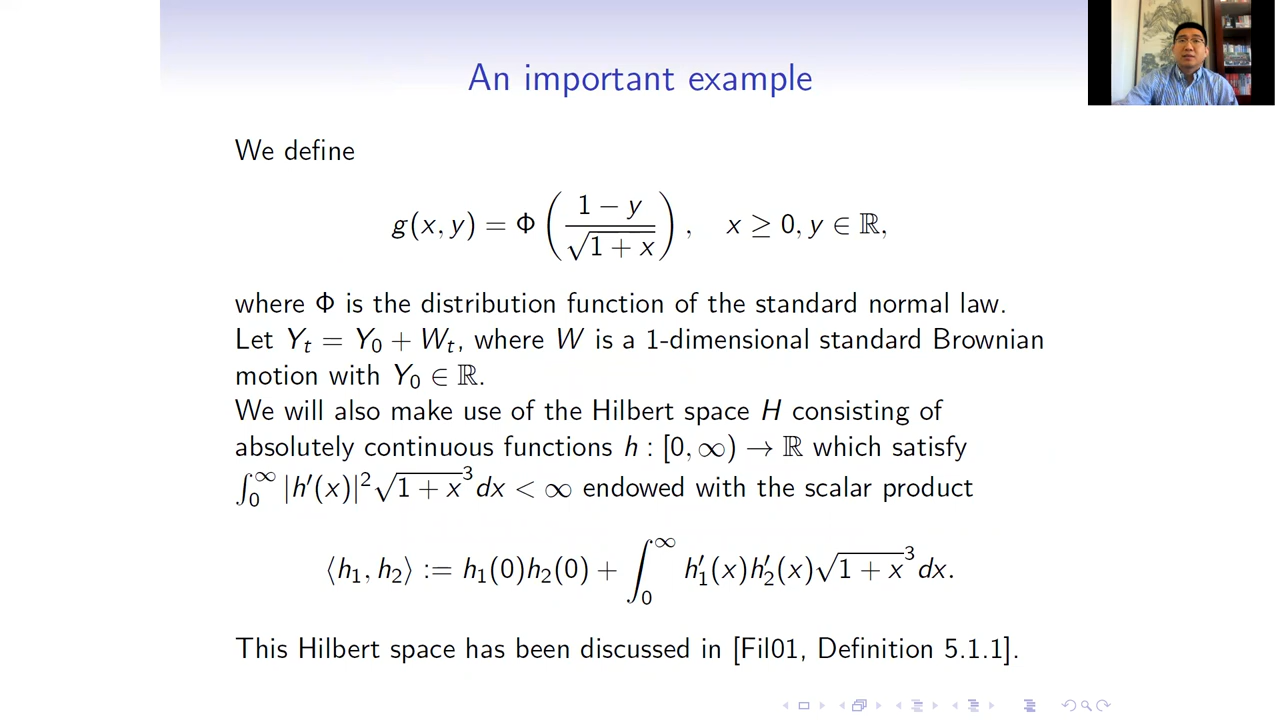 An important example
We define
g(x, y) = Φ((1 − y)/√(1 + x)), x ≥ 0, y ∈ ℝ,
where Φ is the distribution function of the standard normal law.
Let Y_t = Y_0 + W_t, where W is a 1-dimensional standard Brownian
motion with Y_0 ∈ ℝ.
We will also make use of the Hilbert space H consisting of
absolutely continuous functions h : [0, ∞) → ℝ which satisfy
∫_0^∞ |h′(x)|²√(1 + x)³dx < ∞ endowed with the scalar product
⟨h_1, h_2⟩ := h_1(0)h_2(0) + ∫_0^∞ h′_1(x)h′_2(x)√(1 + x)³dx.
This Hilbert space has been discussed in [Fil01, Definition 5.1.1].